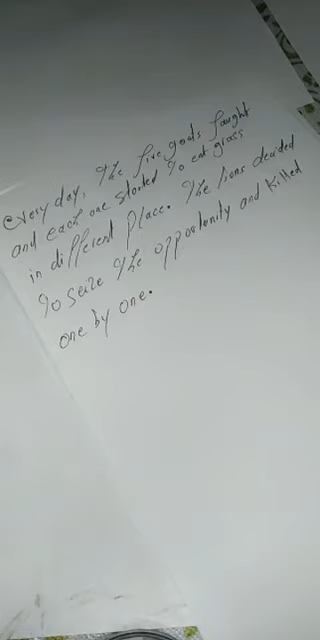 Every day, the five goats faught
and each one started to eat grass
in different place. The lions decided
to seize the opportunity and killed
one by one.